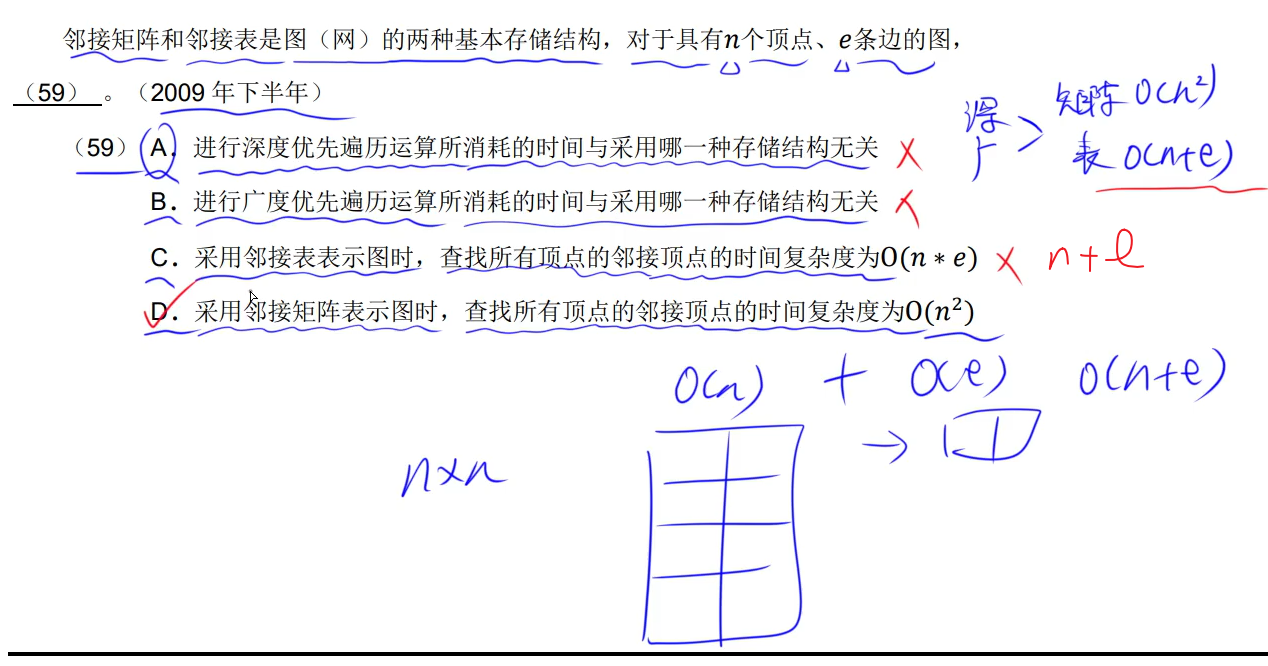 邻接矩阵和邻接表是图（网）的两种基本存储结构，对于具有n个顶点、e条边的图，
（59） 。（2009 年下半年）
深 广 > 矩阵 O(n²)
表 O(n+e)
（59）A．进行深度优先遍历运算所消耗的时间与采用哪一种存储结构无关 ×
B．进行广度优先遍历运算所消耗的时间与采用哪一种存储结构无关 ×
C．采用邻接表表示图时，查找所有顶点的邻接顶点的时间复杂度为O(n * e) × n+e
D．采用邻接矩阵表示图时，查找所有顶点的邻接顶点的时间复杂度为O(n²)
O(n) + O(e) O(n+e)
n×n